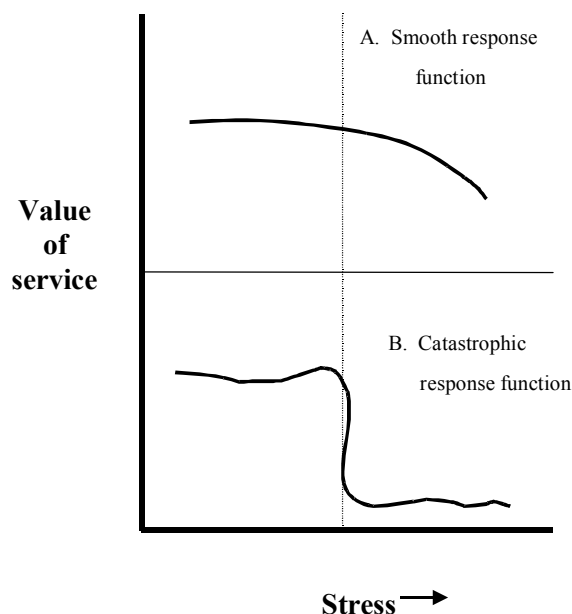 A. Smooth response
function
Value
of
service
B. Catastrophic
response function
Stress